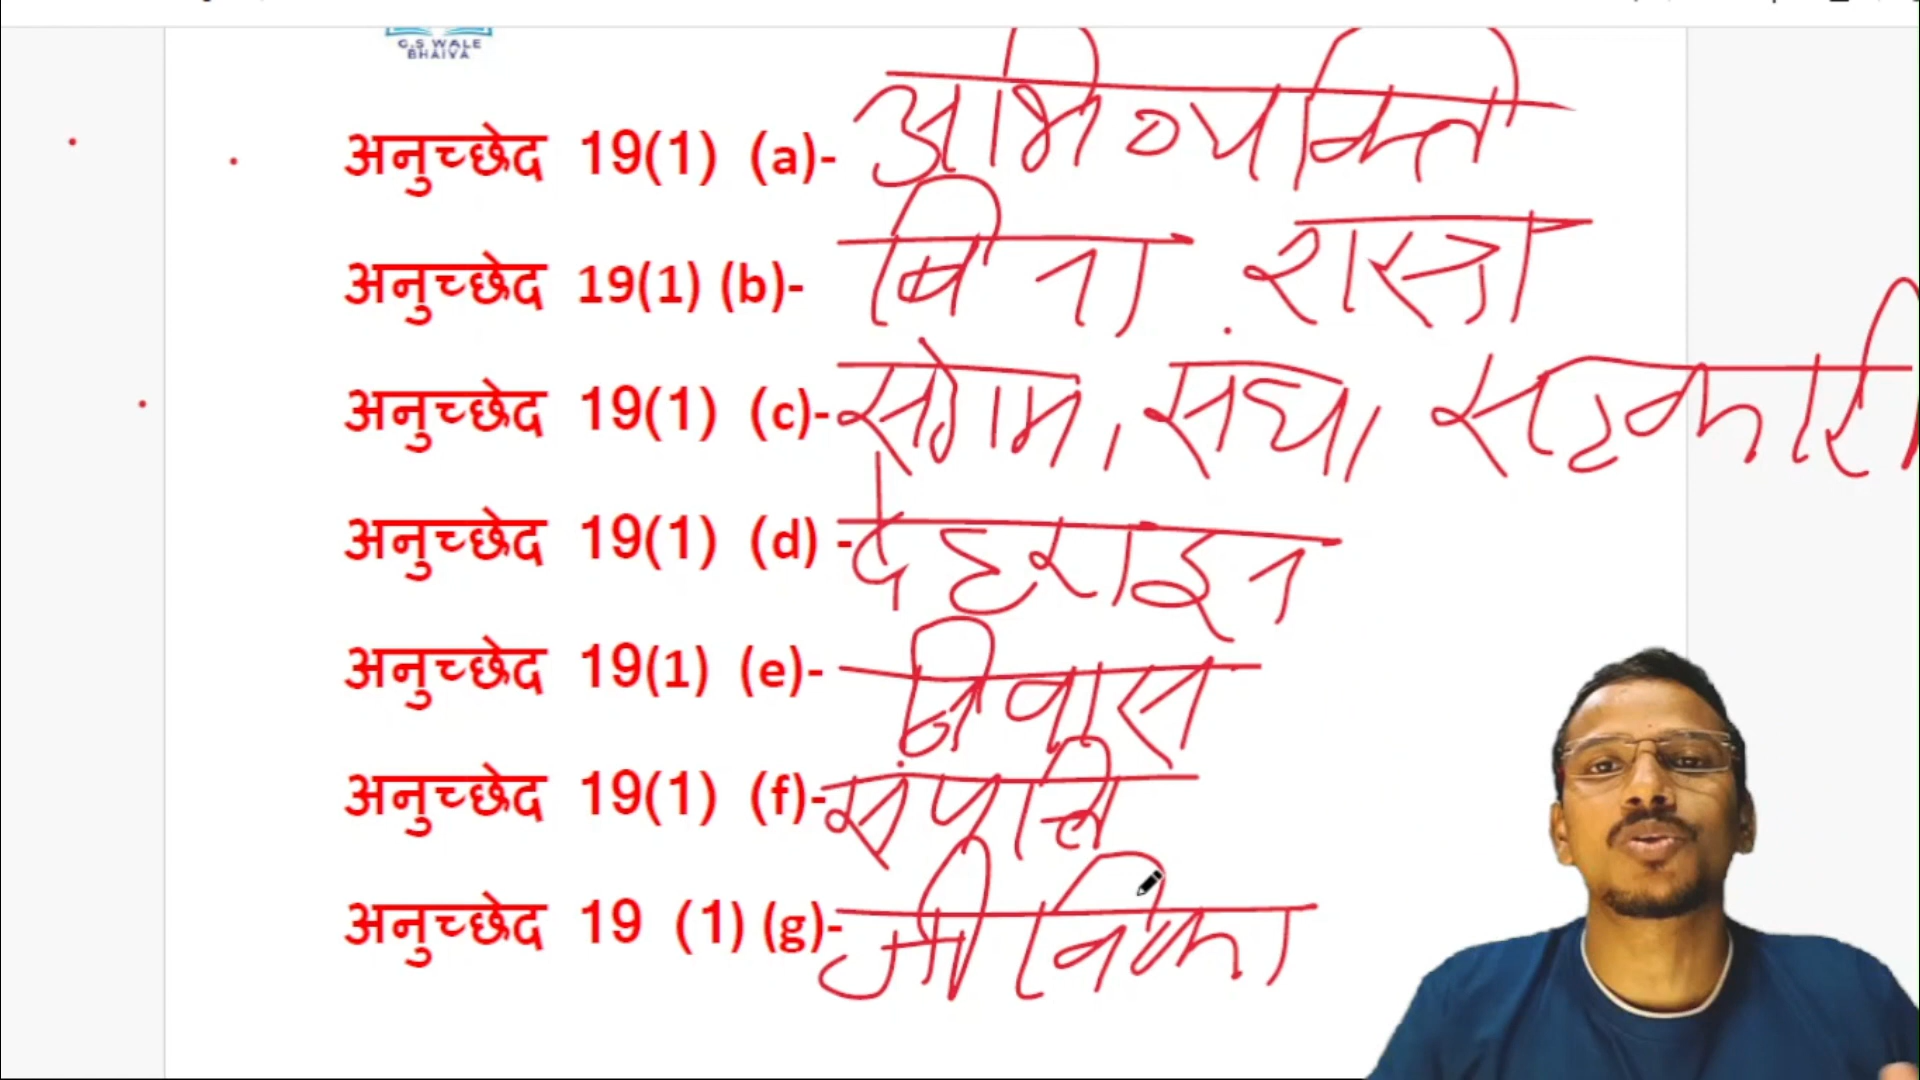 G.S WALE
BHAIYA
अनुच्छेद 19(1) (a)- अभिव्यक्ति
अनुच्छेद 19(1) (b)- बिना शस्त्र
अनुच्छेद 19(1) (c)- संगम, संघ, सहकारी
अनुच्छेद 19(1) (d) -
अनुच्छेद 19(1) (e)- निवास
अनुच्छेद 19(1) (f)- संपत्ति
अनुच्छेद 19 (1) (g)- जीविका